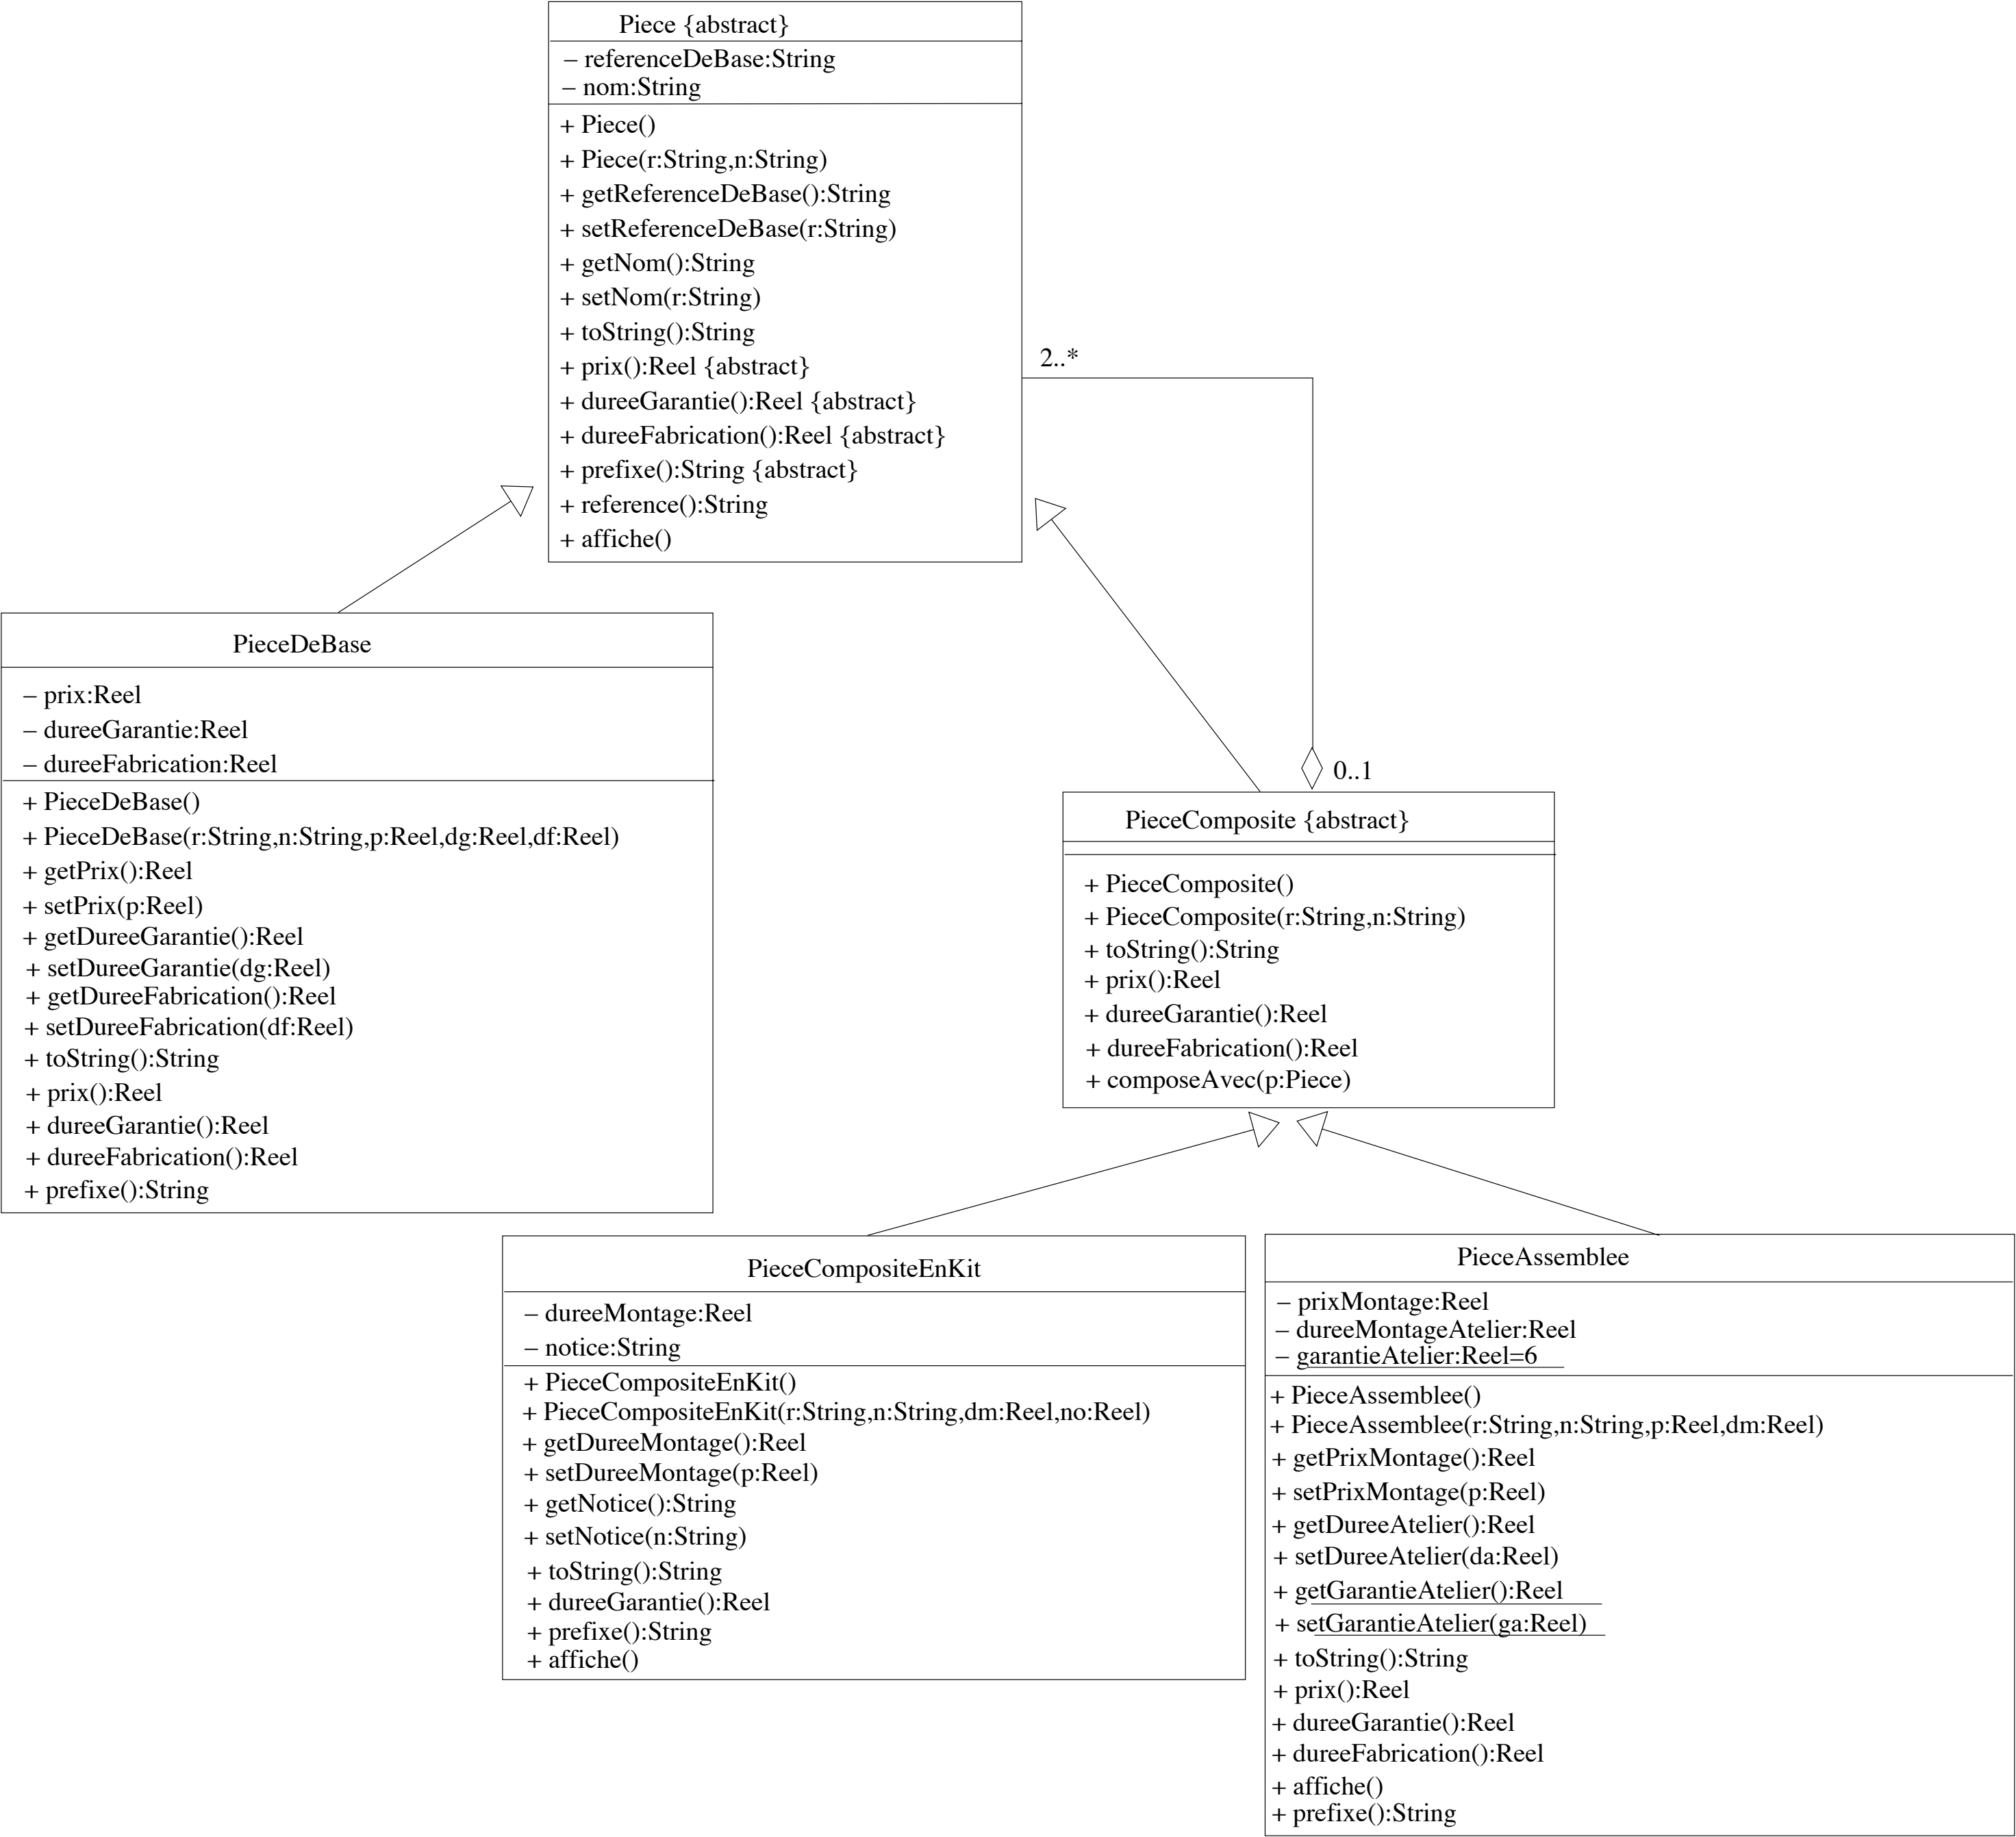 Piece {abstract}
– referenceDeBase:String
– nom:String
+ Piece()
+ Piece(r:String,n:String)
+ getReferenceDeBase():String
+ setReferenceDeBase(r:String)
+ getNom():String
+ setNom(r:String)
+ toString():String
+ prix():Reel {abstract}
+ dureeGarantie():Reel {abstract}
+ dureeFabrication():Reel {abstract}
+ prefixe():String {abstract}
+ reference():String
+ affiche()
2..*
0..1
PieceDeBase
– prix:Reel
– dureeGarantie:Reel
– dureeFabrication:Reel
+ PieceDeBase()
+ PieceDeBase(r:String,n:String,p:Reel,dg:Reel,df:Reel)
+ getPrix():Reel
+ setPrix(p:Reel)
+ getDureeGarantie():Reel
+ setDureeGarantie(dg:Reel)
+ getDureeFabrication():Reel
+ setDureeFabrication(df:Reel)
+ toString():String
+ prix():Reel
+ dureeGarantie():Reel
+ dureeFabrication():Reel
+ prefixe():String
PieceComposite {abstract}
+ PieceComposite()
+ PieceComposite(r:String,n:String)
+ toString():String
+ prix():Reel
+ dureeGarantie():Reel
+ dureeFabrication():Reel
+ composeAvec(p:Piece)
PieceCompositeEnKit
– dureeMontage:Reel
– notice:String
+ PieceCompositeEnKit()
+ PieceCompositeEnKit(r:String,n:String,dm:Reel,no:Reel)
+ getDureeMontage():Reel
+ setDureeMontage(p:Reel)
+ getNotice():String
+ setNotice(n:String)
+ toString():String
+ dureeGarantie():Reel
+ prefixe():String
+ affiche()
PieceAssemblee
– prixMontage:Reel
– dureeMontageAtelier:Reel
– garantieAtelier:Reel=6
+ PieceAssemblee()
+ PieceAssemblee(r:String,n:String,p:Reel,dm:Reel)
+ getPrixMontage():Reel
+ setPrixMontage(p:Reel)
+ getDureeAtelier():Reel
+ setDureeAtelier(da:Reel)
+ getGarantieAtelier():Reel
+ setGarantieAtelier(ga:Reel)
+ toString():String
+ prix():Reel
+ dureeGarantie():Reel
+ dureeFabrication():Reel
+ affiche()
+ prefixe():String